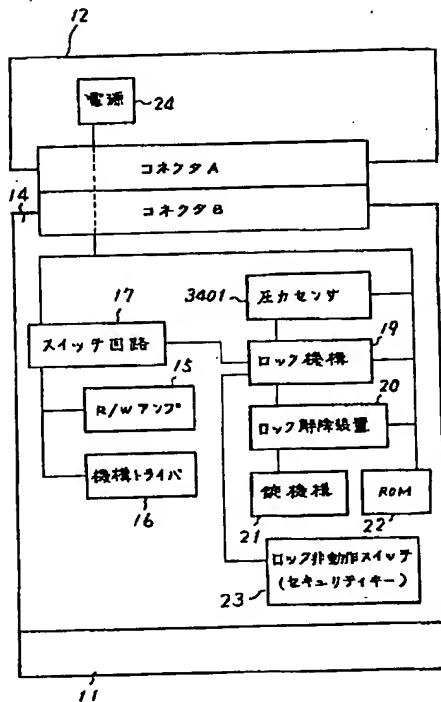 12
電源
24
コネクタA
コネクタB
14
17
スイッチ回路
15
R/Wアンプ
機構ドライバ
16
3401
圧力センサ
19
ロック機構
20
ロック解除装置
錠機構
21
ROM
22
ロック非動作スイッチ
(セキュリティキー)
23
11